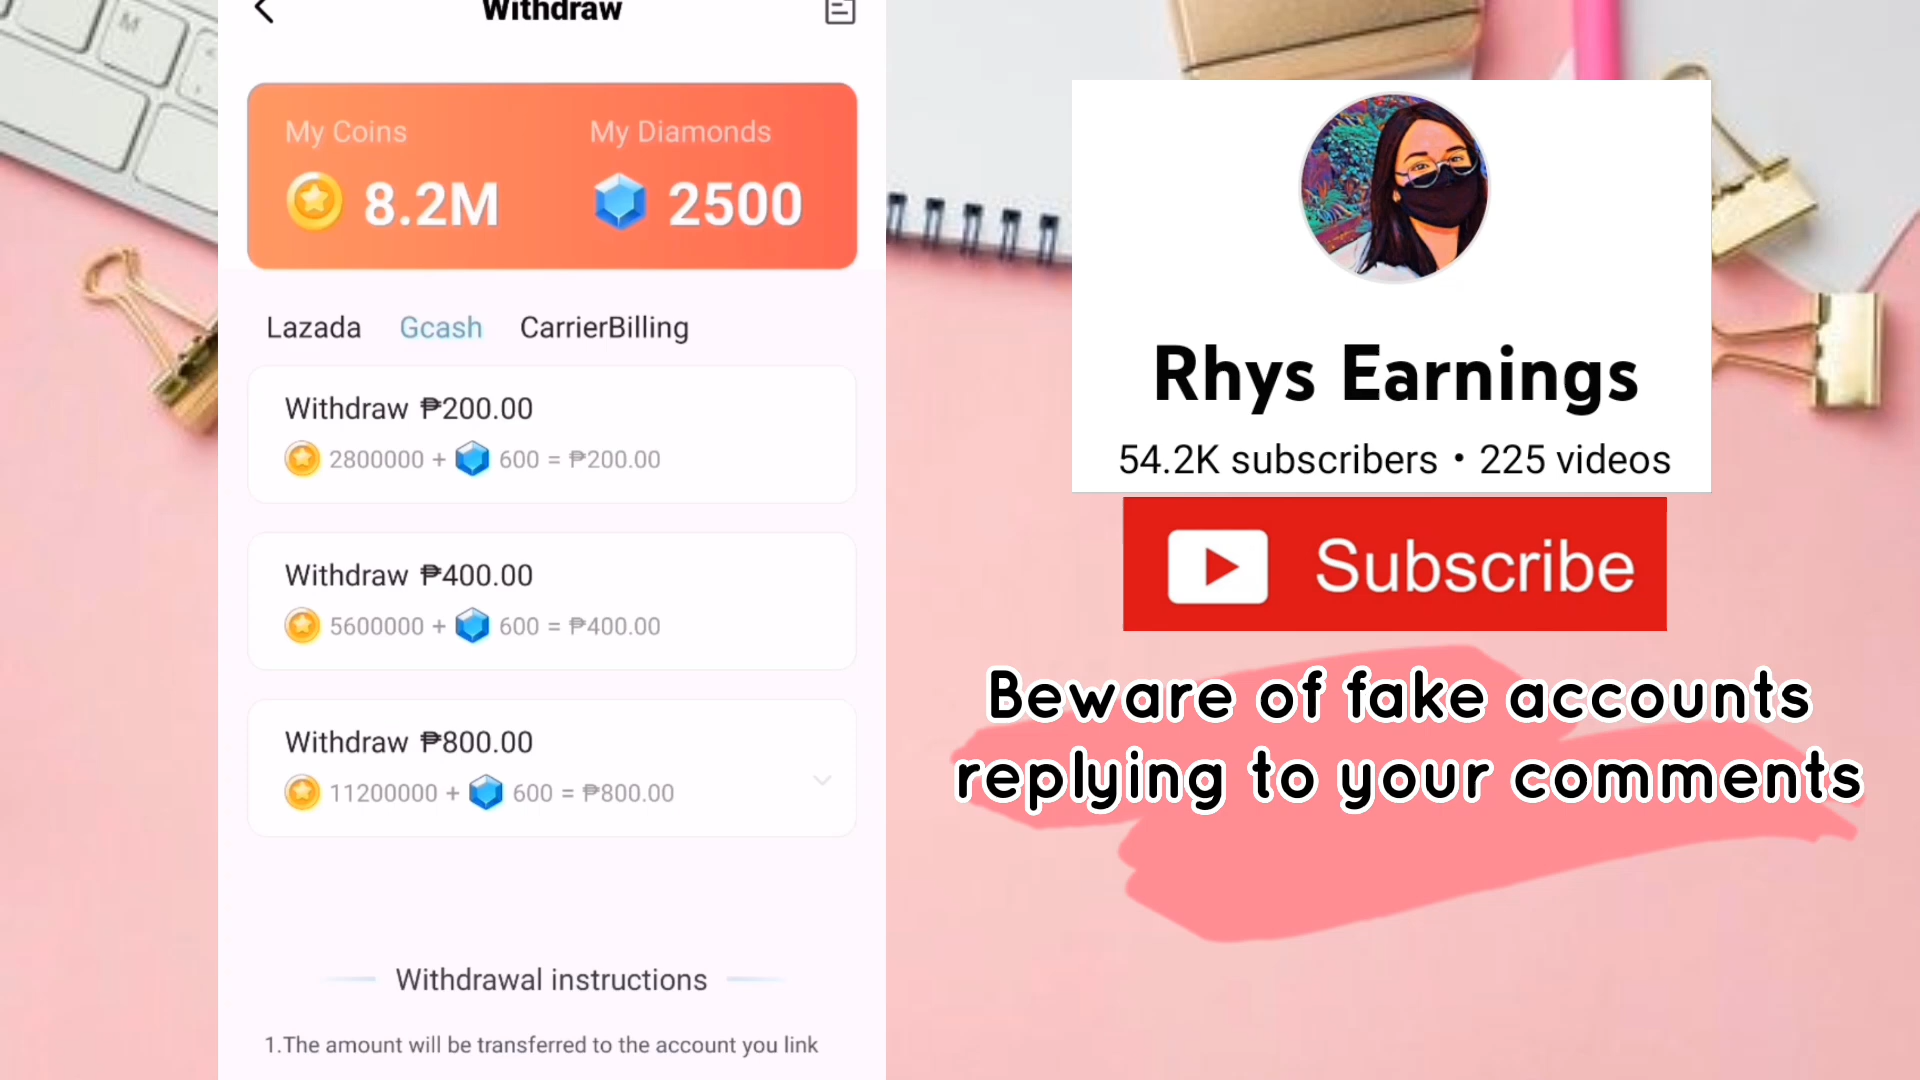 Withdraw
My Coins
My Diamonds
8.2M
2500
Lazada
Gcash
CarrierBilling
Withdraw ₱200.00
2800000 + 600 = ₱200.00
Withdraw ₱400.00
5600000 + 600 = ₱400.00
Withdraw ₱800.00
11200000 + 600 = ₱800.00
Withdrawal instructions
1.The amount will be transferred to the account you link
Rhys Earnings
54.2K subscribers • 225 videos
Subscribe
Beware of fake accounts
replying to your comments